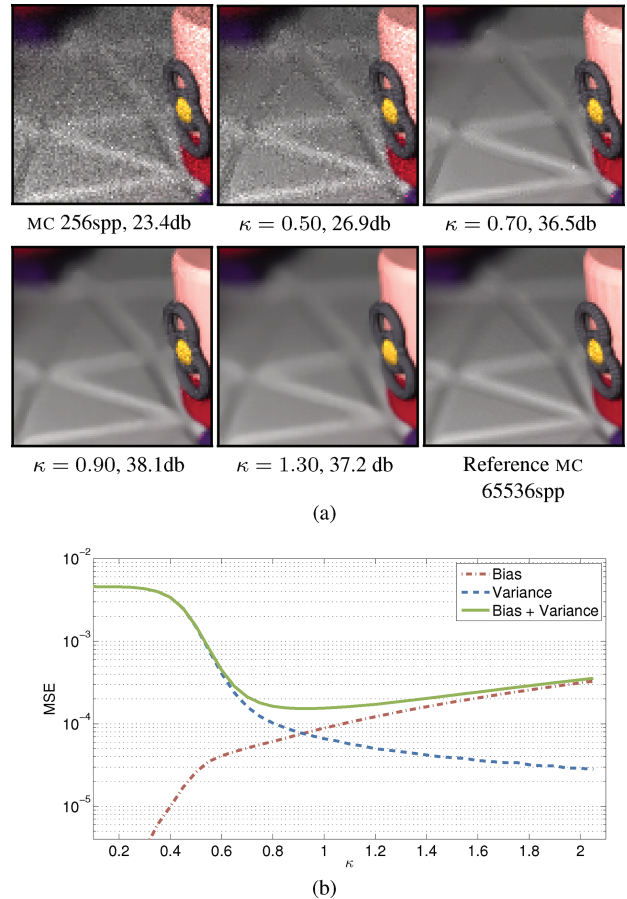 MC 256spp, 23.4db
κ = 0.50, 26.9db
κ = 0.70, 36.5db
κ = 0.90, 38.1db
κ = 1.30, 37.2 db
Reference MC
65536spp
(a)
10⁻²
10⁻³
10⁻⁴
10⁻⁵
MSE
Bias
Variance
Bias + Variance
0.2 0.4 0.6 0.8 1 1.2 1.4 1.6 1.8 2
κ
(b)